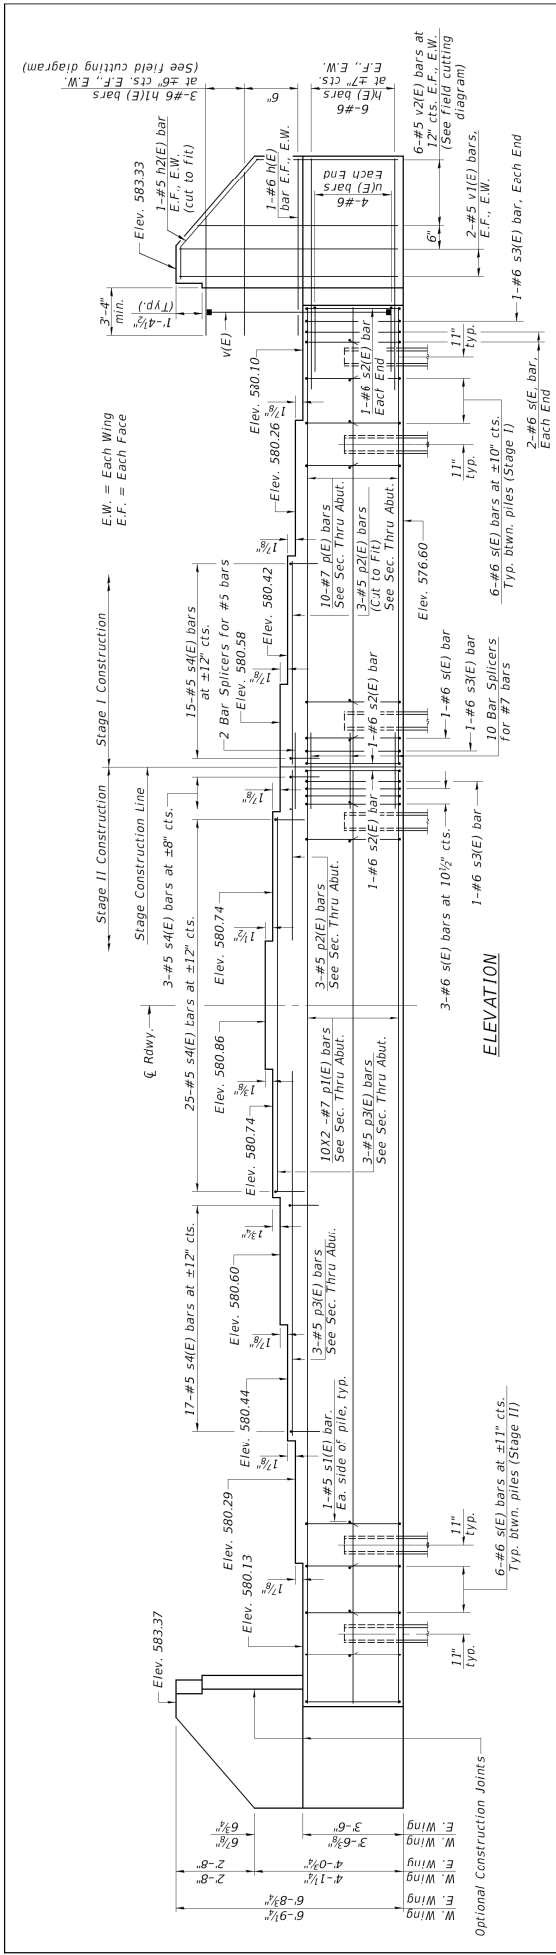 3-#6 h1(E) bars
at ±6" cts. E.F., E.W.
(See field cutting diagram)
6"
6-#6
h(E) bars
at ±7" cts.
E.F., E.W.
6-#5 v2(E) bars at
12" cts. E.F., E.W.
(See field cutting
diagram)
Elev. 583.33
1-#5 h2(E) bar
E.F., E.W.
(cut to fit)
1-#6 h(E)
bar E.F., E.W.
4-#6
u(E) bars
Each End
6"
2-#5 v1(E) bars,
E.F., E.W.
1-#6 s3(E) bar, Each End
3'-4"
min.
1'-4½"
(Typ.)
v(E)
1-#6 s2(E) bar
Each End
11"
typ.
2-#6 s(E) bar,
Each End
E.W. = Each Wing
E.F. = Each Face
Elev. 580.10
1⅞"
Elev. 580.26
1⅞"
11"
typ.
6-#6 s(E) bars at ±10" cts.
Typ. btwn. piles (Stage I)
10-#7 p(E) bars
See Sec. Thru Abut.
3-#5 p2(E) bars
(Cut to Fit)
See Sec. Thru Abut.
Elev. 576.60
Stage I Construction
15-#5 s4(E) bars
at ±12" cts.
Elev. 580.42
1⅞"
2 Bar Splicers for #5 bars
Elev. 580.58
1⅞"
1-#6 s2(E) bar
1-#6 s(E) bar
1-#6 s3(E) bar
10 Bar Splicers
for #7 bars
Stage II Construction
Stage Construction Line
3-#5 s4(E) bars at ±8" cts.
1-#6 s2(E) bar
1-#6 s3(E) bar
3-#6 s(E) bars at 10½" cts.
25-#5 s4(E) bars at ±12" cts.
Elev. 580.74
1½"
3-#5 p2(E) bars
See Sec. Thru Abut.
℄ Rdwy.
Elev. 580.86
1⅜"
Elev. 580.74
10X2 -#7 p1(E) bars
See Sec. Thru Abut.
3-#5 p3(E) bars
See Sec. Thru Abut.
ELEVATION
17-#5 s4(E) bars at ±12" cts.
1¾"
Elev. 580.60
1⅞"
3-#5 p3(E) bars
See Sec. Thru Abut.
Elev. 580.44
1⅞"
1-#5 s1(E) bar.
Ea. side of pile, typ.
Elev. 580.29
1⅞"
Elev. 580.13
11"
typ.
6-#6 s(E) bars at ±11" cts.
Typ. btwn. piles (Stage II)
11"
typ.
Elev. 583.37
Optional Construction Joints
6¾"
6⅞"
3'-6"
3'-6⅞"
E. Wing
W. Wing
2'-8"
2'-8"
4'-0¾"
4'-1¼"
E. Wing
W. Wing
6'-8¾"
6'-9¼"
E. Wing
W. Wing